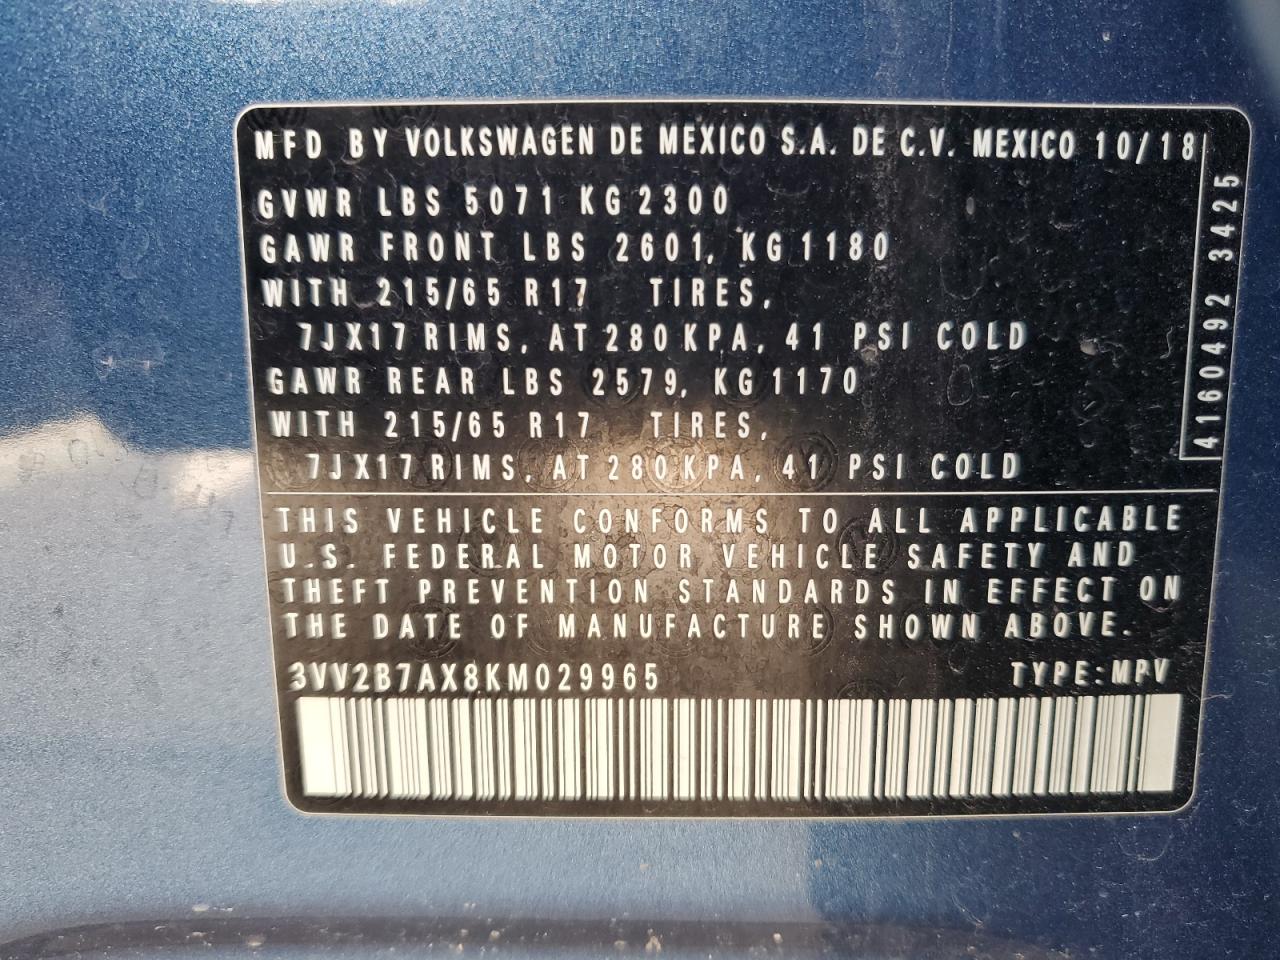 MFD BY VOLKSWAGEN DE MEXICO S.A. DE C.V. MEXICO 10/18
GVWR LBS 5071 KG 2300
GAWR FRONT LBS 2601, KG 1180
WITH 215/65 R17 TIRES,
7JX17 RIMS, AT 280 KPA, 41 PSI COLD
GAWR REAR LBS 2579, KG 1170
WITH 215/65 R17 TIRES,
7JX17 RIMS, AT 280 KPA, 41 PSI COLD
4160492 3425
THIS VEHICLE CONFORMS TO ALL APPLICABLE
U.S. FEDERAL MOTOR VEHICLE SAFETY AND
THEFT PREVENTION STANDARDS IN EFFECT ON
THE DATE OF MANUFACTURE SHOWN ABOVE.
3VV2B7AX8KM029965 TYPE: MPV